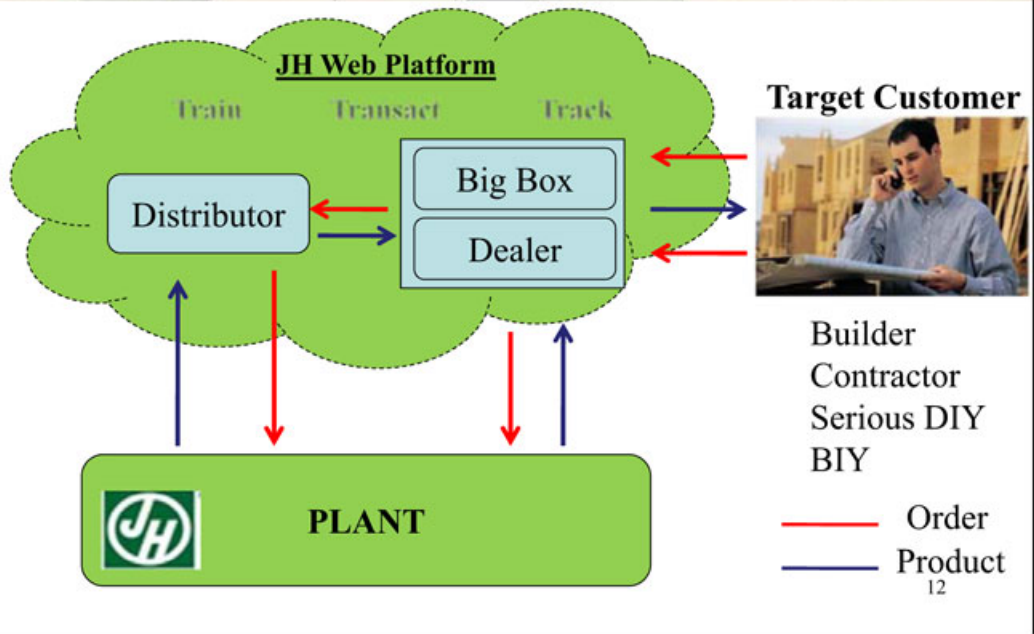 JH Web Platform
Train Transact Track
Target Customer
Big Box
Distributor
Dealer
Builder
Contractor
Serious DIY
BIY
JH
PLANT
Order
Product
12